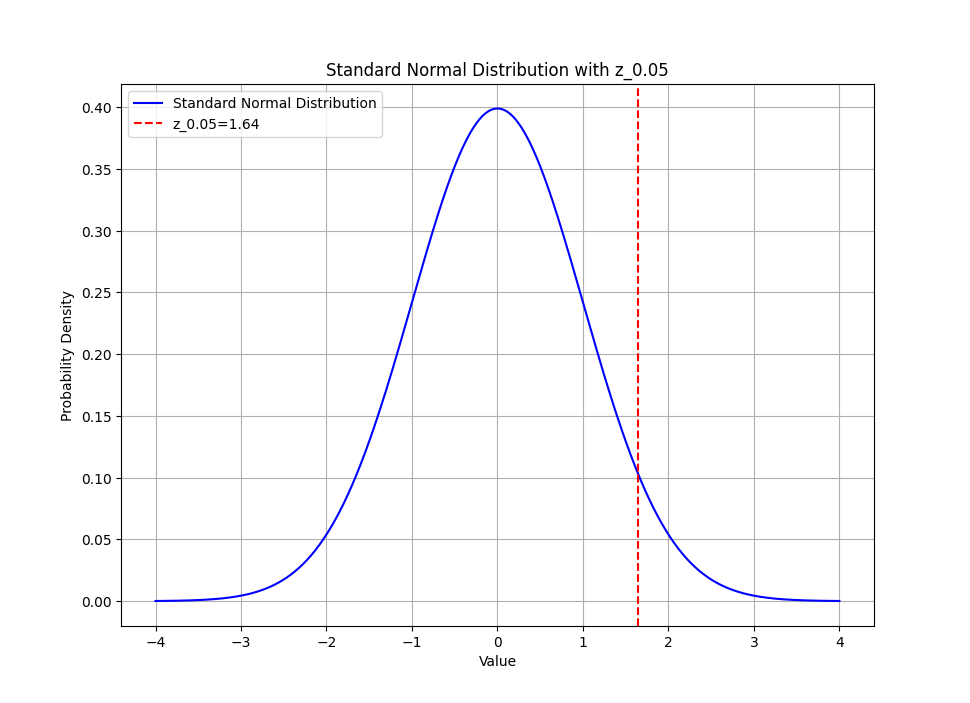 Standard Normal Distribution with z_0.05
Standard Normal Distribution
z_0.05=1.64
Probability Density
0.40
0.35
0.30
0.25
0.20
0.15
0.10
0.05
0.00
−4 −3 −2 −1 0 1 2 3 4
Value